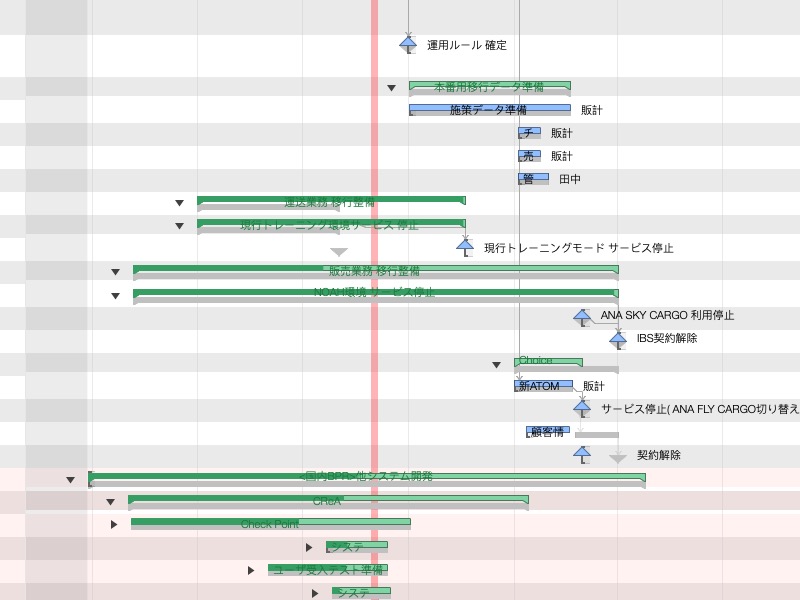 運用ルール 確定
本番用移行データ準備
施策データ準備 販計
チ 販計
売 販計
管 田中
運送業務 移行整備
現行トレーニング環境サービス 停止
現行トレーニングモード サービス停止
販売業務 移行整備
NOAH環境 サービス停止
ANA SKY CARGO 利用停止
IBS契約解除
Choice
新ATOM 販計
サービス停止( ANA FLY CARGO切り替え
顧客情
契約解除
<国内BPR>他システム開発
CReA
Check Point
システ
ユーザ受入テスト準備
システ